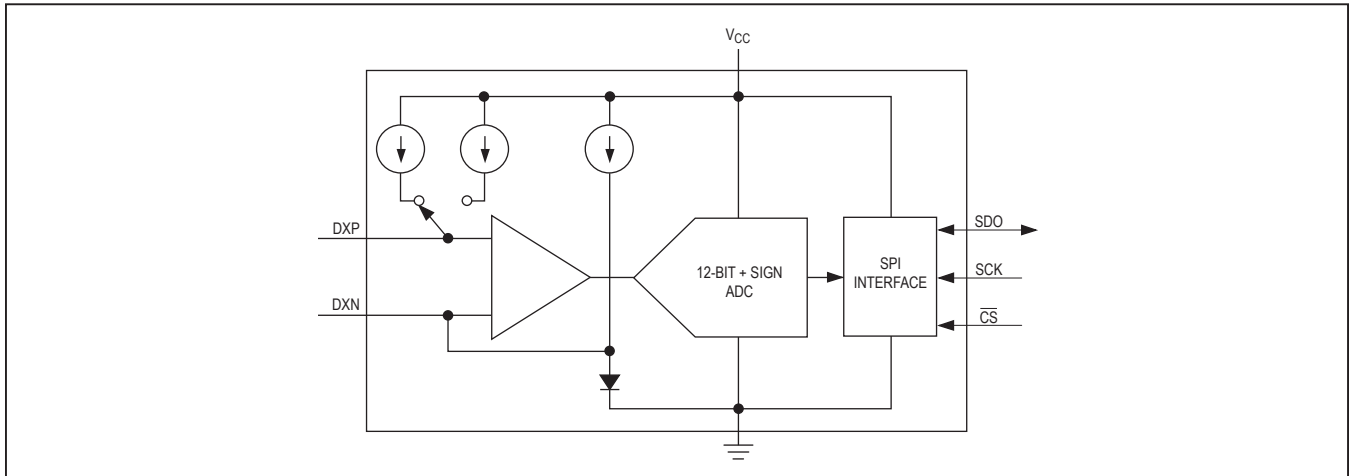 VCC
DXP
DXN
12-BIT + SIGN
ADC
SPI
INTERFACE
SDO
SCK
CS